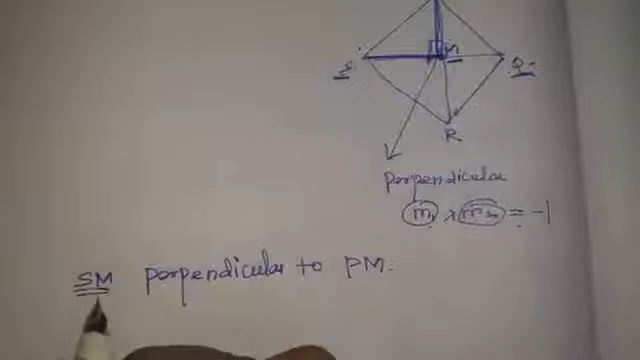 S M Q
R
perpendicular
m₁ × m₂ = -1
SM perpendicular to PM.